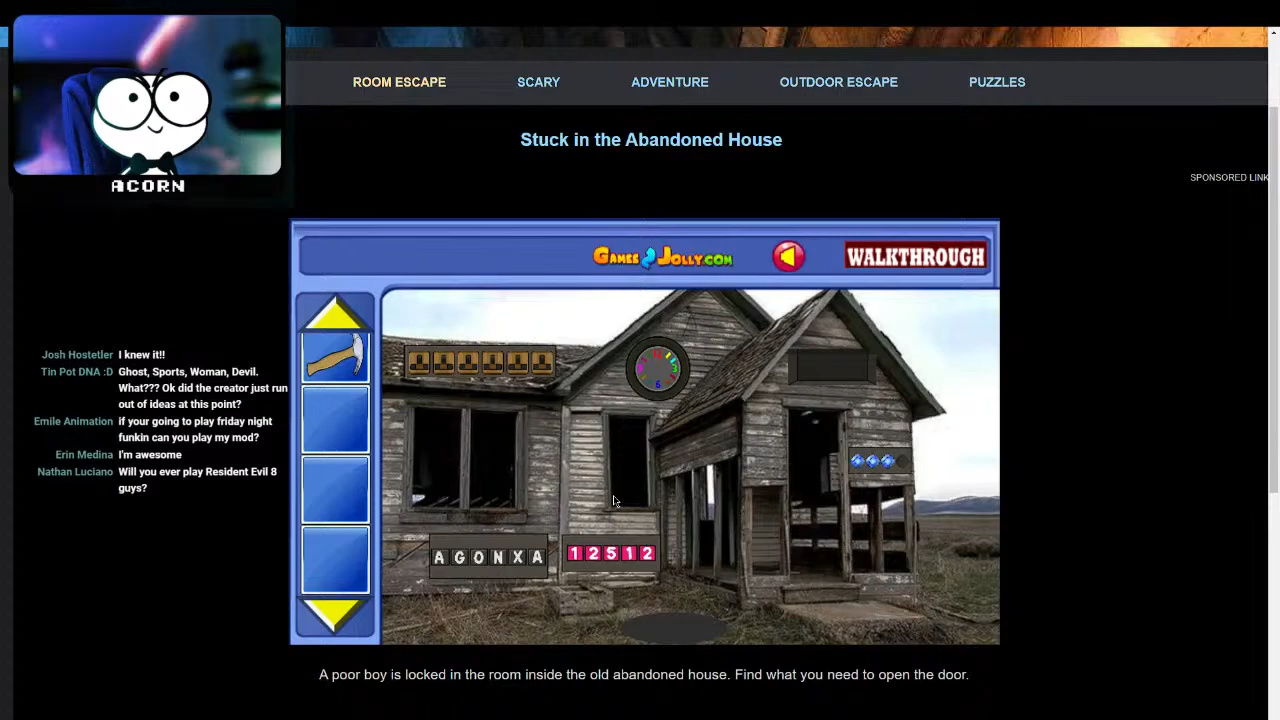 ROOM ESCAPE SCARY ADVENTURE OUTDOOR ESCAPE PUZZLES
Stuck in the Abandoned House
ACORN
SPONSORED LINK
GAMES2JOLLY.COM
WALKTHROUGH
Josh Hostetler I knew it!!
Tin Pot DNA :D Ghost, Sports, Woman, Devil.
What??? Ok did the creator just run
out of ideas at this point?
Emile Animation if your going to play friday night
funkin can you play my mod?
Erin Medina I'm awesome
Nathan Luciano Will you ever play Resident Evil 8
guys?
AGONXA
12512
A poor boy is locked in the room inside the old abandoned house. Find what you need to open the door.